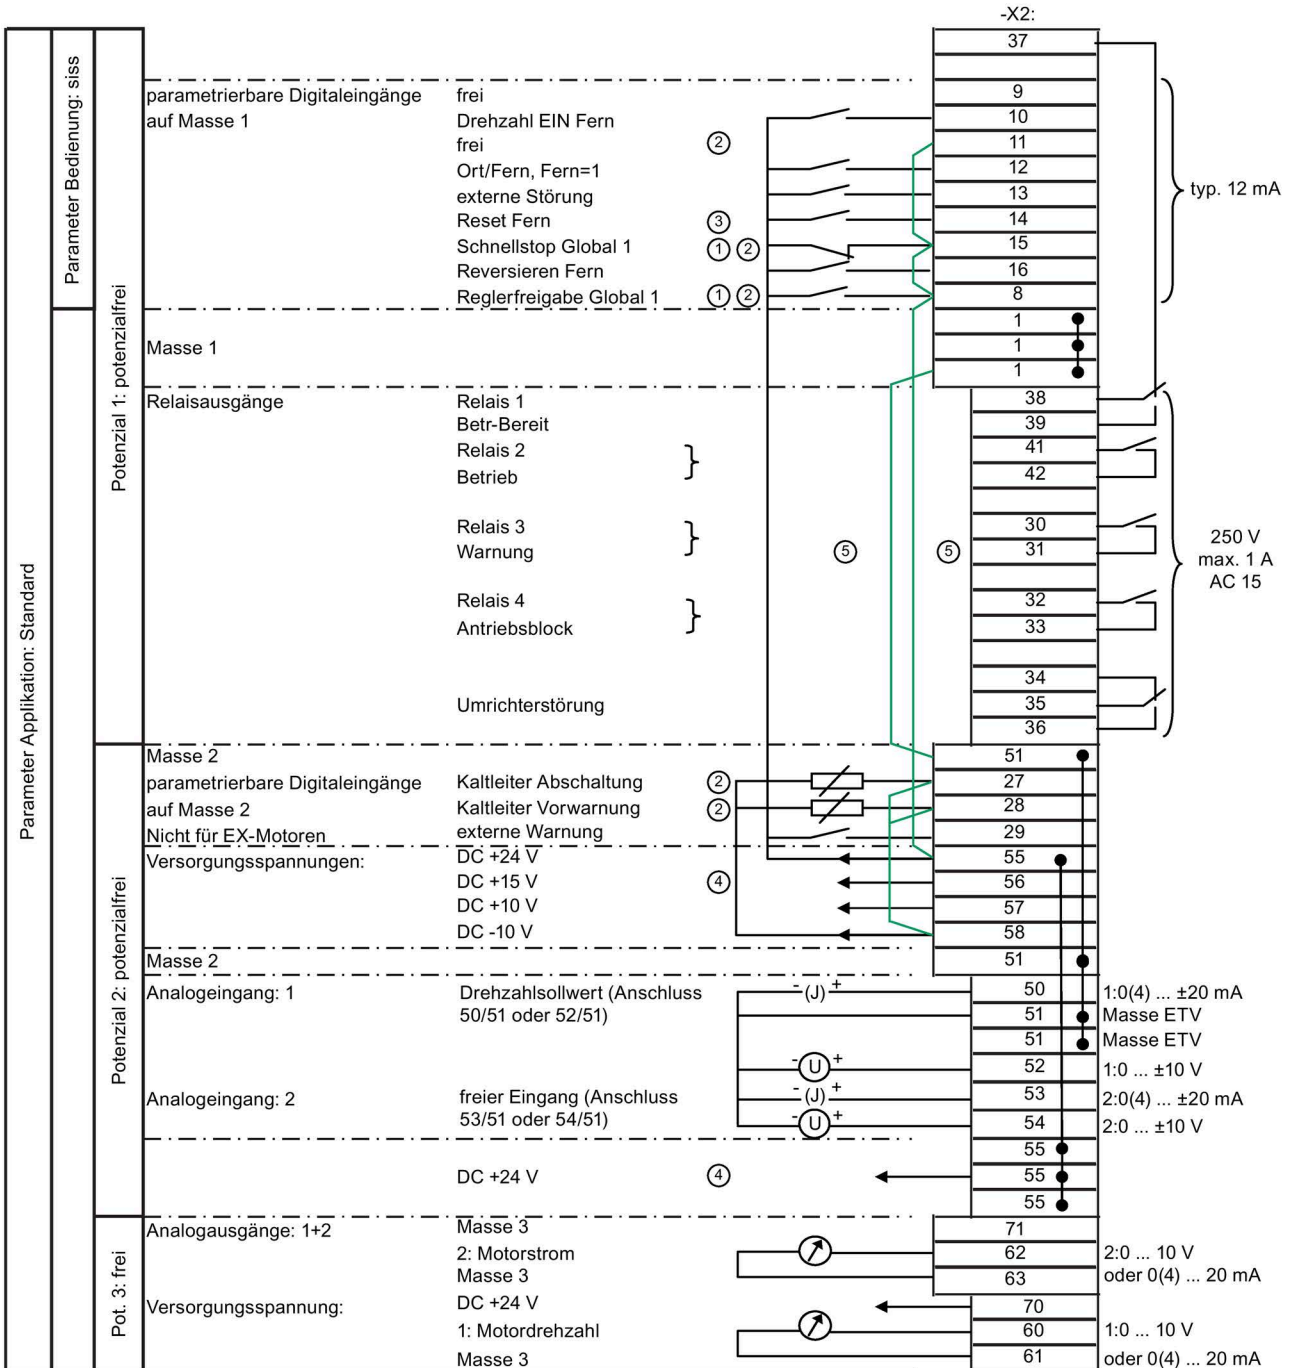 -X2:
37
parametrierbare Digitaleingänge frei 9
auf Masse 1 Drehzahl EIN Fern 10
frei ② 11
Ort/Fern, Fern=1 12
externe Störung 13 typ. 12 mA
Reset Fern ③ 14
Schnellstop Global 1 ① ② 15
Reversieren Fern 16
Reglerfreigabe Global 1 ① ② 8
1
Masse 1 1
1
Relaisausgänge Relais 1 38
Betr-Bereit 39
Relais 2 } 41
Betrieb 42
Relais 3 } 30
Warnung ⑤ ⑤ 31
250 V
max. 1 A
AC 15
Relais 4 } 32
Antriebsblock 33
34
Umrichterstörung 35
36
Masse 2 51
parametrierbare Digitaleingänge Kaltleiter Abschaltung ② 27
auf Masse 2 Kaltleiter Vorwarnung ② 28
Nicht für EX-Motoren externe Warnung 29
Versorgungsspannungen: DC +24 V 55
DC +15 V ④ 56
DC +10 V 57
DC -10 V 58
Masse 2 51
Analogeingang: 1 Drehzahlsollwert (Anschluss - (J) + 50 1:0(4) ... ±20 mA
50/51 oder 52/51) 51 Masse ETV
51 Masse ETV
- U + 52 1:0 ... ±10 V
Analogeingang: 2 freier Eingang (Anschluss - (J) + 53 2:0(4) ... ±20 mA
53/51 oder 54/51) - U + 54 2:0 ... ±10 V
55
DC +24 V ④ 55
55
Analogausgänge: 1+2 Masse 3 71
2: Motorstrom 62 2:0 ... 10 V
Masse 3 63 oder 0(4) ... 20 mA
Versorgungsspannung: DC +24 V 70
1: Motordrehzahl 60 1:0 ... 10 V
Masse 3 61 oder 0(4) ... 20 mA
Parameter Applikation: Standard
Parameter Bedienung: siss
Potenzial 1: potenzialfrei
Potenzial 2: potenzialfrei
Pot. 3: frei